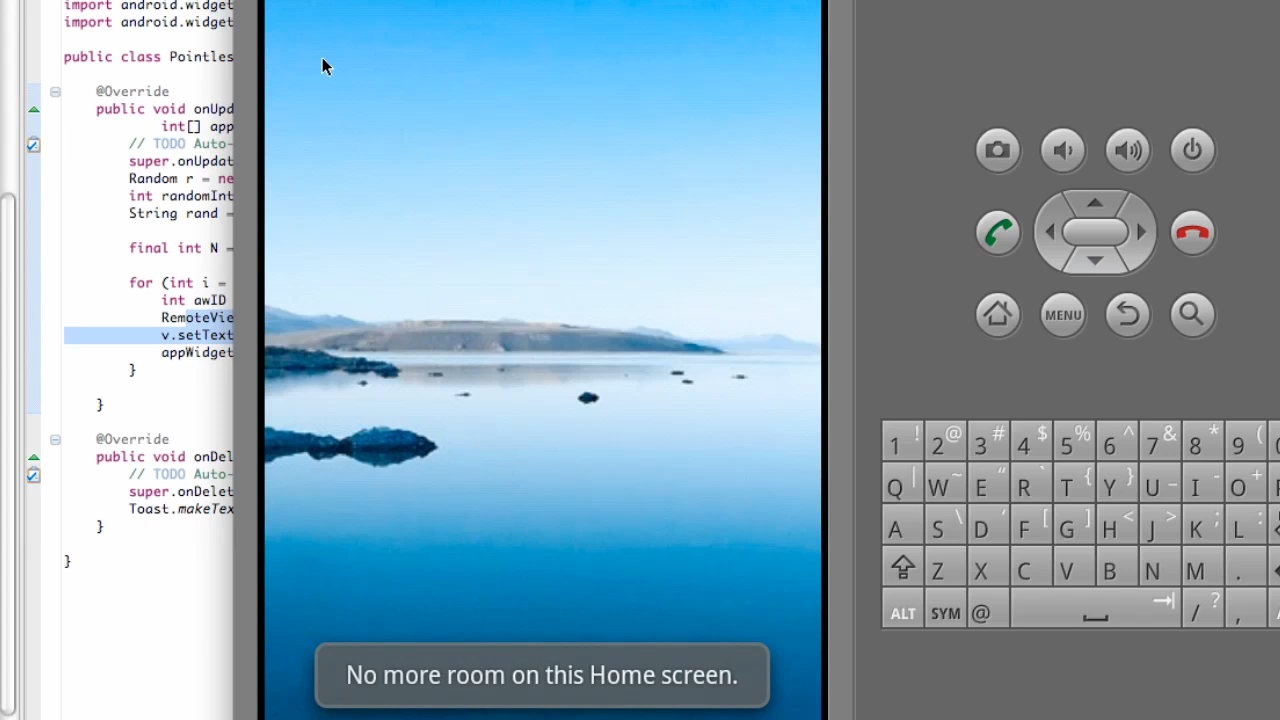 import android.widget
import android.widget
public class Pointles
@Override
public void onUpd
int[] app
// TODO Auto-
super.onUpdat
Random r = ne
int randomInt
String rand =
final int N =
for (int i =
int awID
RemoteVie
v.setText
appWidget
}
}
@Override
public void onDel
// TODO Auto-
super.onDelet
Toast.makeTex
}
}
No more room on this Home screen.
MENU
1 ! 2 @ 3 # 4 $ 5 % 6 ^ 7 & 8 * 9 ( 0
Q | W ~ E " R ` T { Y } U _ I - O + P
A S \ D ' F [ G ] H < J > K ; L :
Z X C V B N M .
ALT SYM @ / ? ,